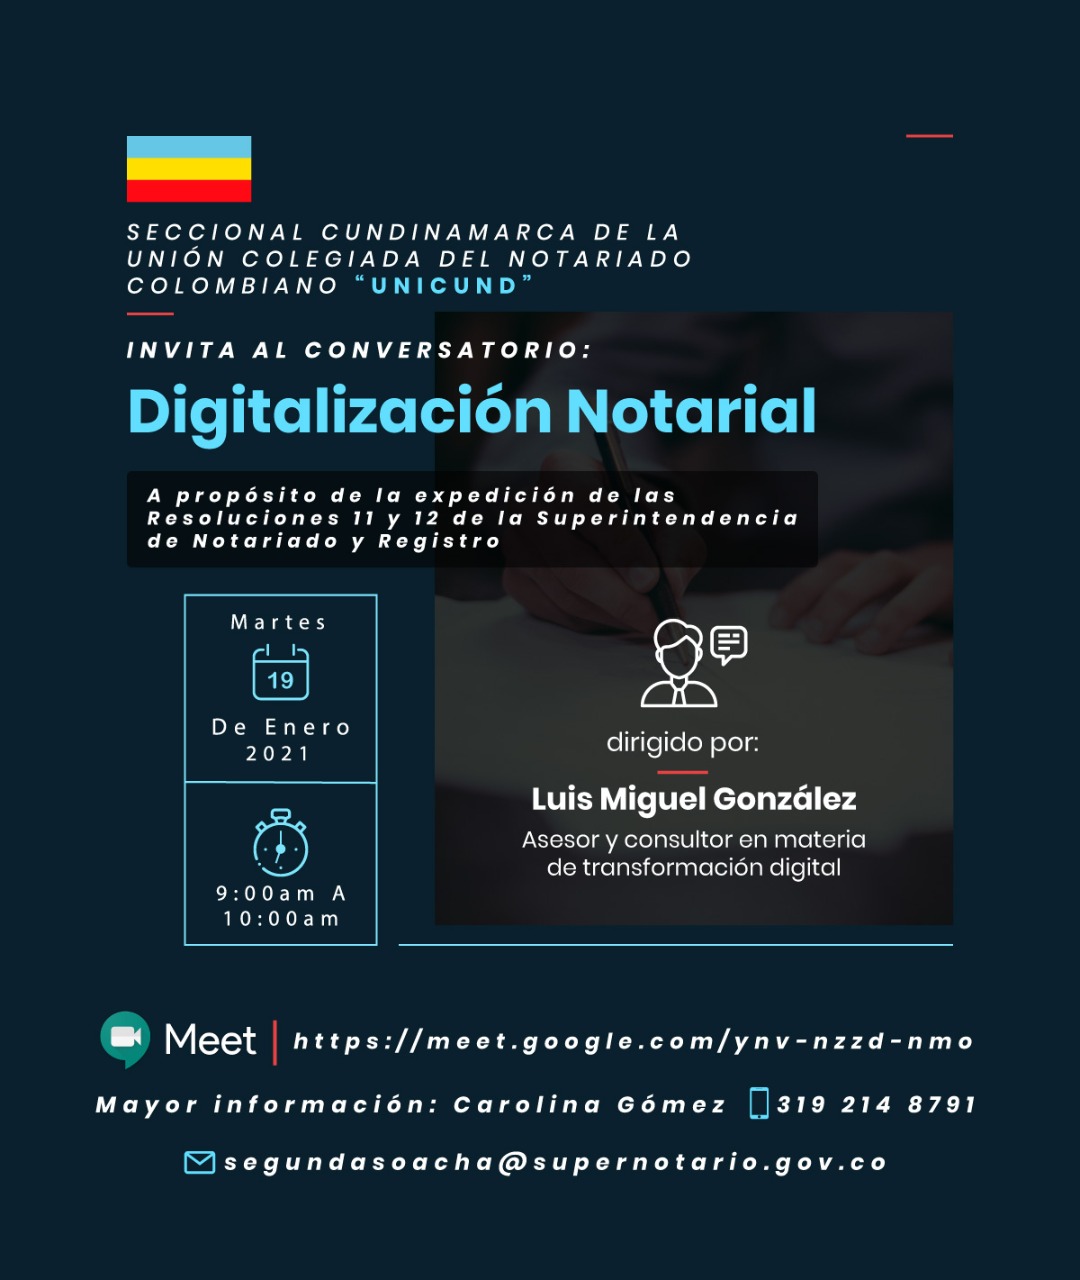 SECCIONAL CUNDINAMARCA DE LA
UNIÓN COLEGIADA DEL NOTARIADO
COLOMBIANO “UNICUND”
INVITA AL CONVERSATORIO:
Digitalización Notarial
A propósito de la expedición de las
Resoluciones 11 y 12 de la Superintendencia
de Notariado y Registro
Martes
19
De Enero
2021
9:00am A
10:00am
dirigido por:
Luis Miguel González
Asesor y consultor en materia
de transformación digital
Meet | https://meet.google.com/ynv-nzzd-nmo
Mayor información: Carolina Gómez 319 214 8791
segundasoacha@supernotario.gov.co